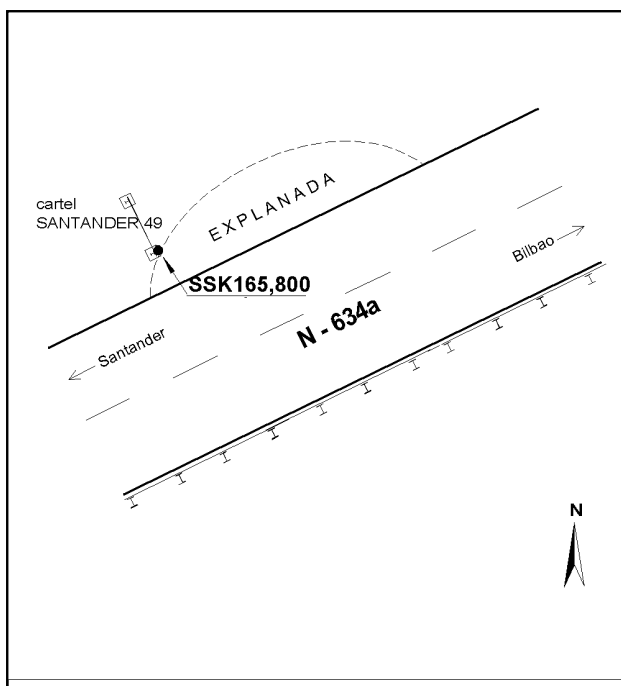 cartel
SANTANDER 49
EXPLANADA
SSK165,800
Bilbao
N - 634a
Santander
N